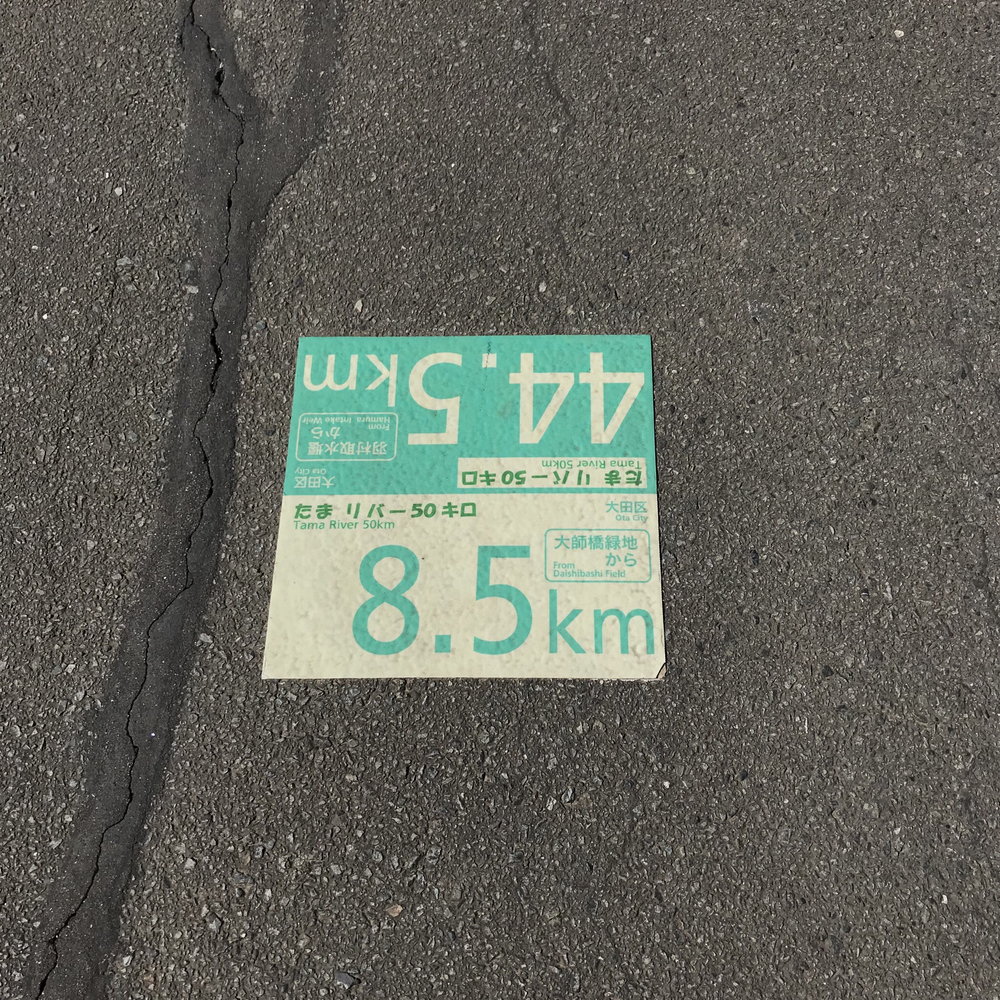 たま リバー50キロ
Tama River 50km
大田区
Ota City
大師橋緑地
から
From
Daishibashi Field
8.5km
たま リバー50キロ
Tama River 50km
大田区
Ota City
羽村取水堰
から
From
Hamura Intake Weir
44.5km